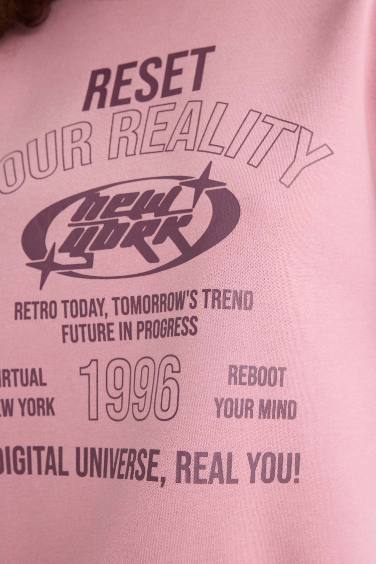 RESET
OUR REALITY
new york
RETRO TODAY, TOMORROW'S TREND
FUTURE IN PROGRESS
IRTUAL 1996 REBOOT
EW YORK YOUR MIND
DIGITAL UNIVERSE, REAL YOU!